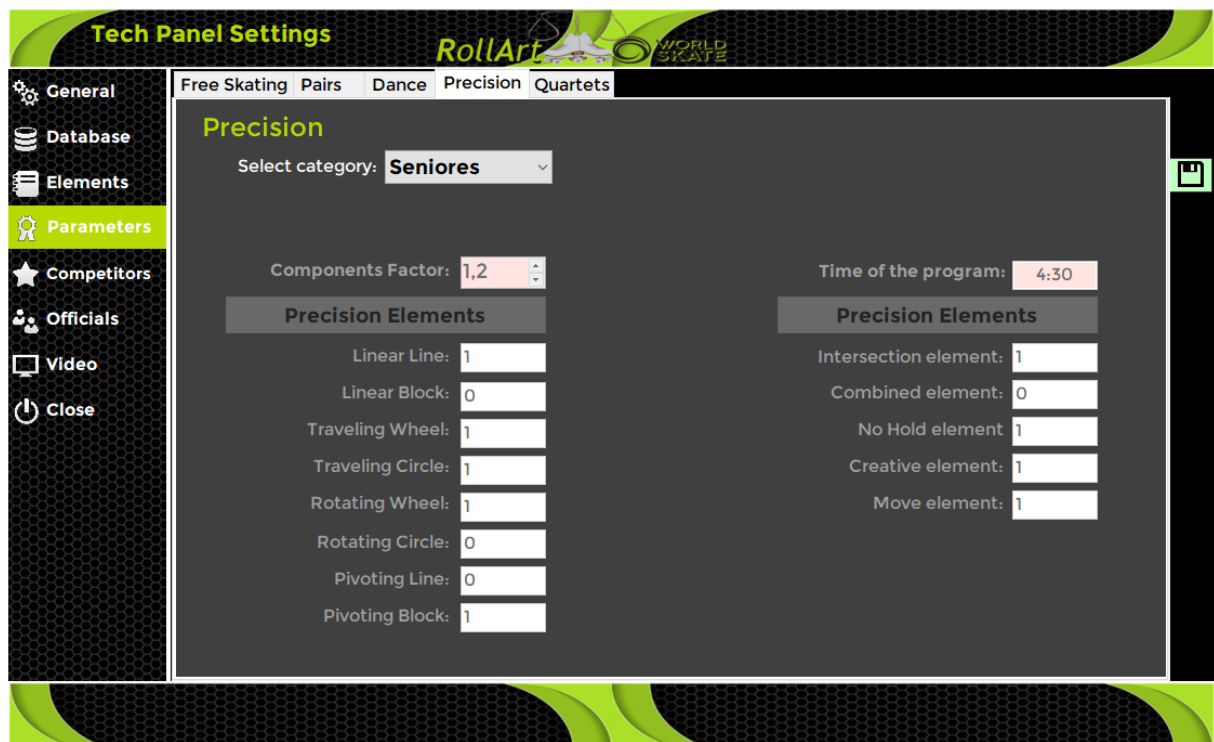 Tech Panel Settings
RollArt
WORLD
SKATE
General
Database
Elements
Parameters
Competitors
Officials
Video
Close
Free Skating Pairs Dance Precision Quartets
Precision
Select category: Seniores
Components Factor: 1,2
Precision Elements
Linear Line: 1
Linear Block: 0
Traveling Wheel: 1
Traveling Circle: 1
Rotating Wheel: 1
Rotating Circle: 0
Pivoting Line: 0
Pivoting Block: 1
Time of the program: 4:30
Precision Elements
Intersection element: 1
Combined element: 0
No Hold element 1
Creative element: 1
Move element: 1